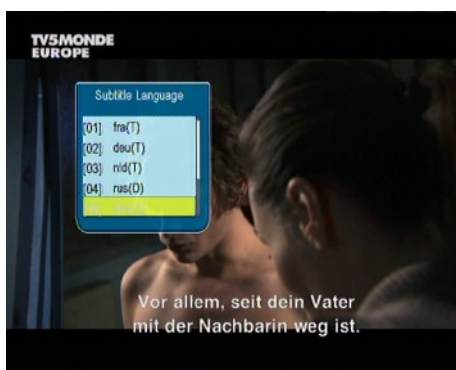 TV5MONDE
EUROPE
Subtitle Language
[01] fra(T)
[02] deu(T)
[03] nld(T)
[04] rus(D)
Vor allem, seit dein Vater
mit der Nachbarin weg ist.